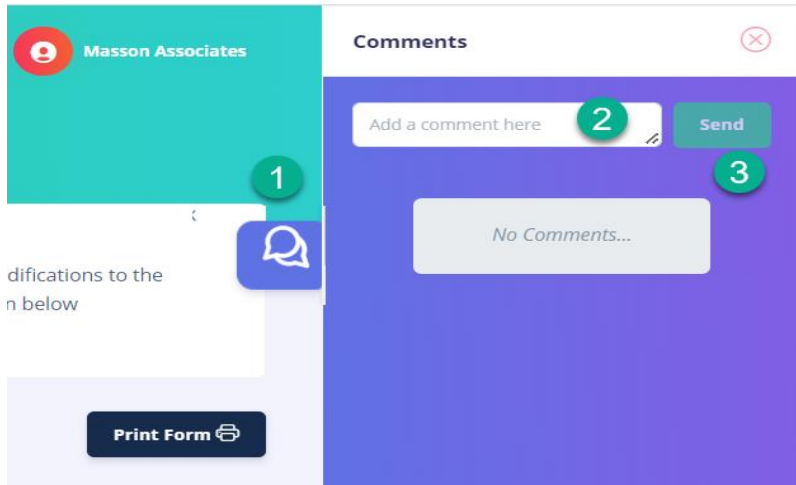 Masson Associates
Comments
Add a comment here
2
Send
1
3
No Comments...
difications to the
n below
Print Form